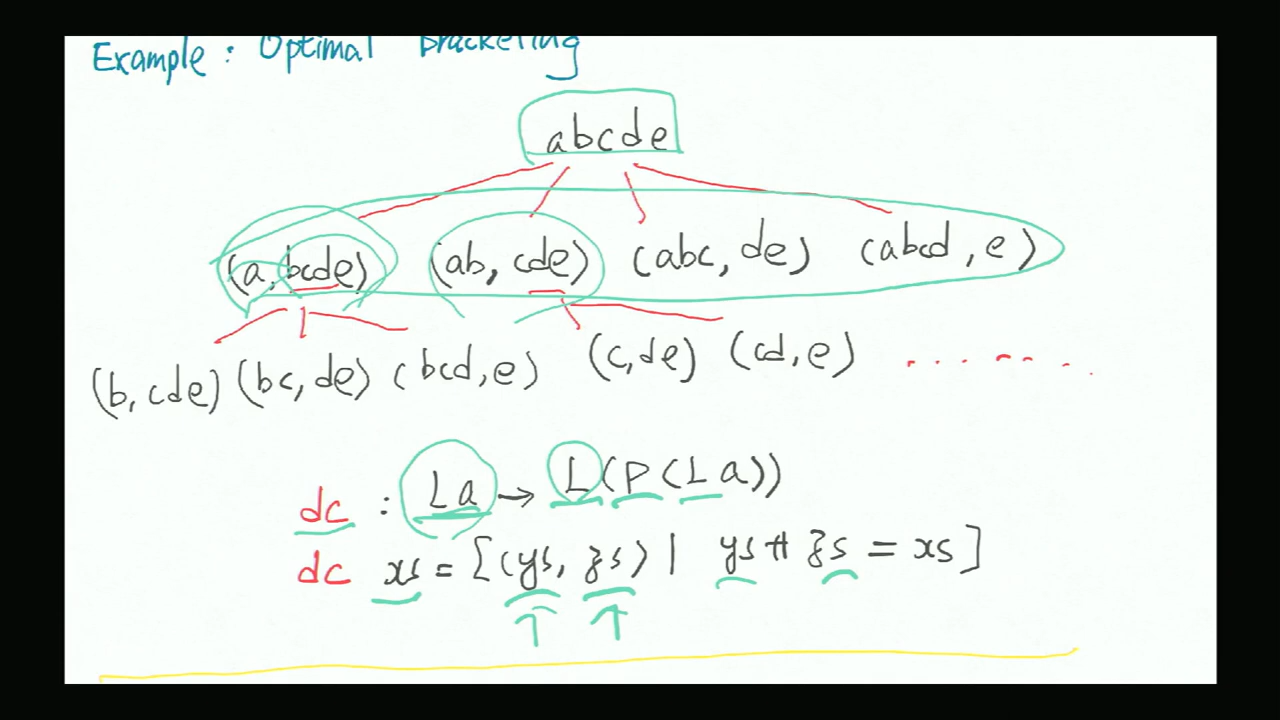 Example : Optimal bracketing
abcde
(a, bcde) (ab, cde) (abc, de) (abcd, e)
(b, cde) (bc, de) (bcd, e) (c, de) (cd, e) ......
dc : L a → L (P (L a))
dc xs = [(ys, zs) | ys ++ zs = xs]